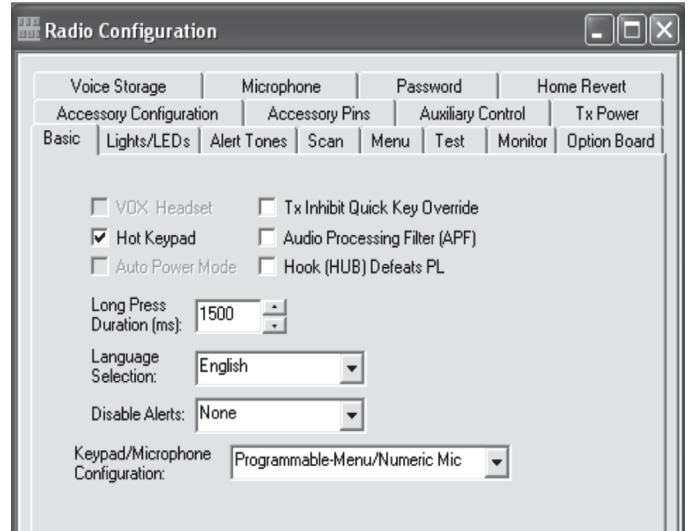 Radio Configuration
Voice Storage Microphone Password Home Revert
Accessory Configuration Accessory Pins Auxiliary Control Tx Power
Basic Lights/LEDs Alert Tones Scan Menu Test Monitor Option Board
VOX Headset Tx Inhibit Quick Key Override
Hot Keypad Audio Processing Filter (APF)
Auto Power Mode Hook (HUB) Defeats PL
Long Press
Duration (ms): 1500
Language
Selection: English
Disable Alerts: None
Keypad/Microphone
Configuration: Programmable-Menu/Numeric Mic